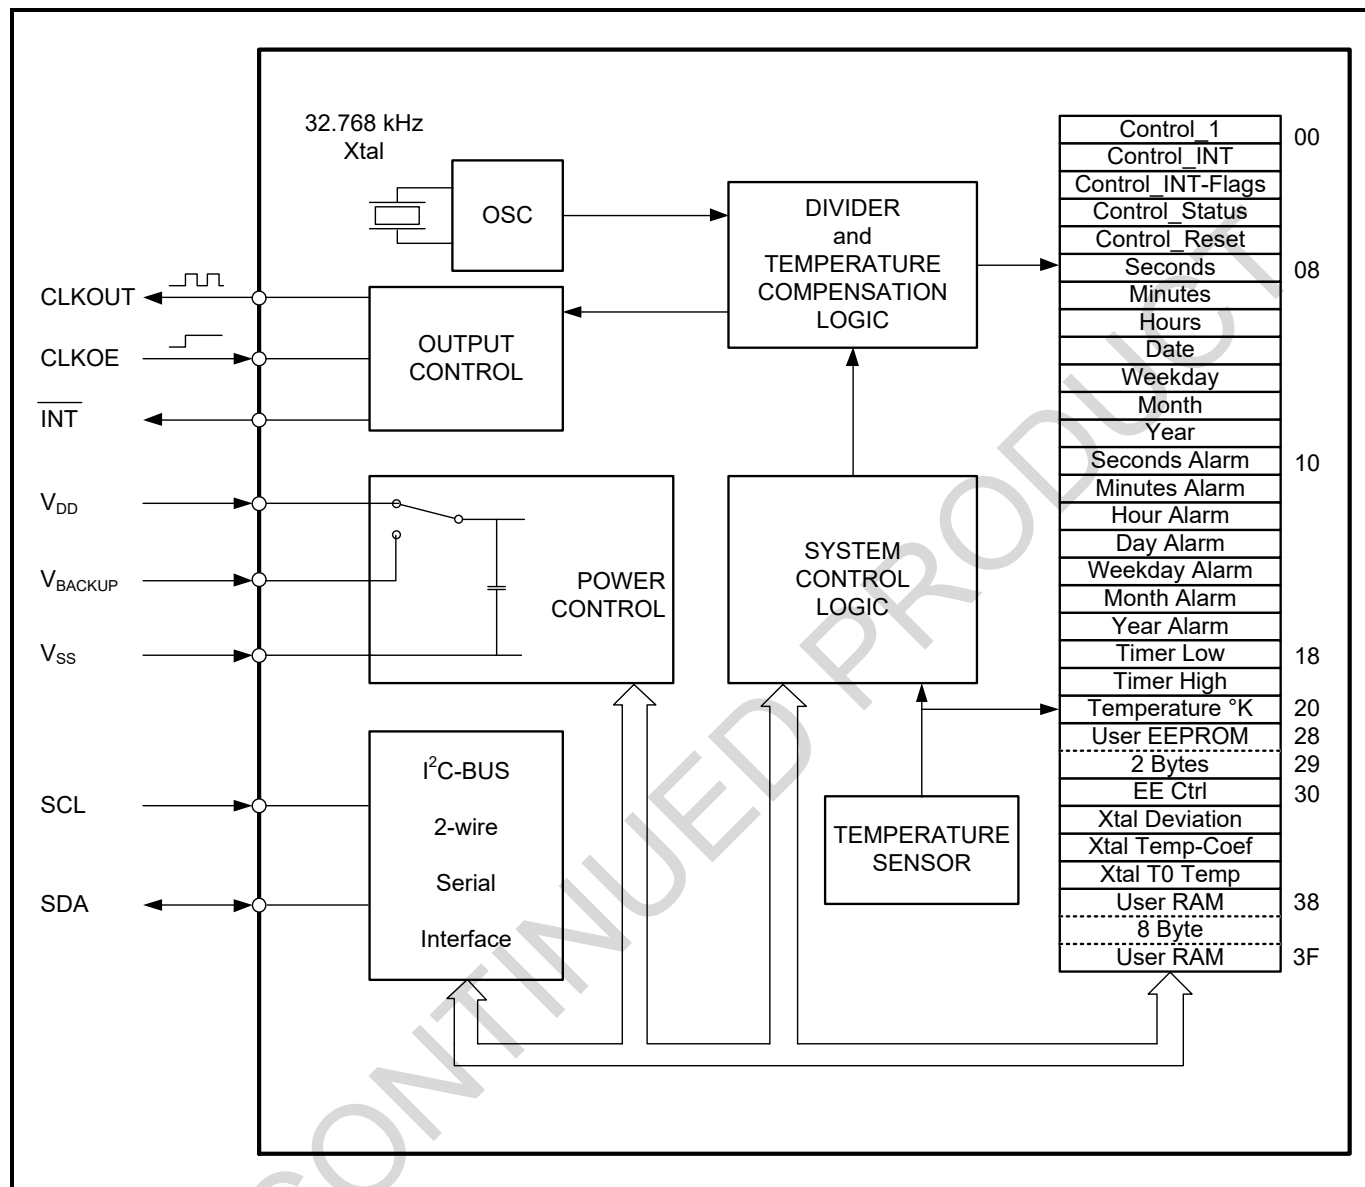 32.768 kHz
Xtal
OSC
DIVIDER
and
TEMPERATURE
COMPENSATION
LOGIC
CLKOUT
CLKOE
INT
OUTPUT
CONTROL
V_DD
V_BACKUP
V_SS
POWER
CONTROL
SYSTEM
CONTROL
LOGIC
SCL
SDA
I²C-BUS
2-wire
Serial
Interface
TEMPERATURE
SENSOR
Control_1 00
Control_INT
Control_INT-Flags
Control_Status
Control_Reset
Seconds 08
Minutes
Hours
Date
Weekday
Month
Year
Seconds Alarm 10
Minutes Alarm
Hour Alarm
Day Alarm
Weekday Alarm
Month Alarm
Year Alarm
Timer Low 18
Timer High
Temperature °K 20
User EEPROM 28
2 Bytes 29
EE Ctrl 30
Xtal Deviation
Xtal Temp-Coef
Xtal T0 Temp
User RAM 38
8 Byte
User RAM 3F
CONTINUED PRODUCT